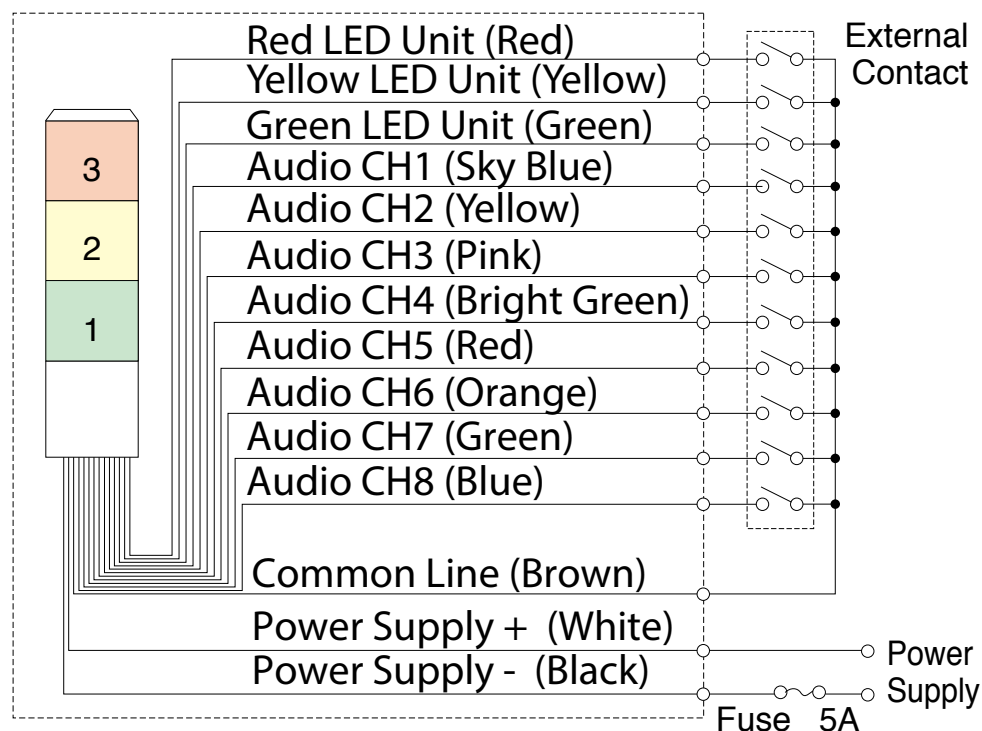 Red LED Unit (Red)
External
Contact
Yellow LED Unit (Yellow)
Green LED Unit (Green)
3
Audio CH1 (Sky Blue)
Audio CH2 (Yellow)
2
Audio CH3 (Pink)
Audio CH4 (Bright Green)
1
Audio CH5 (Red)
Audio CH6 (Orange)
Audio CH7 (Green)
Audio CH8 (Blue)
Common Line (Brown)
Power Supply + (White)
Power Supply - (Black)
Power
Supply
Fuse 5A